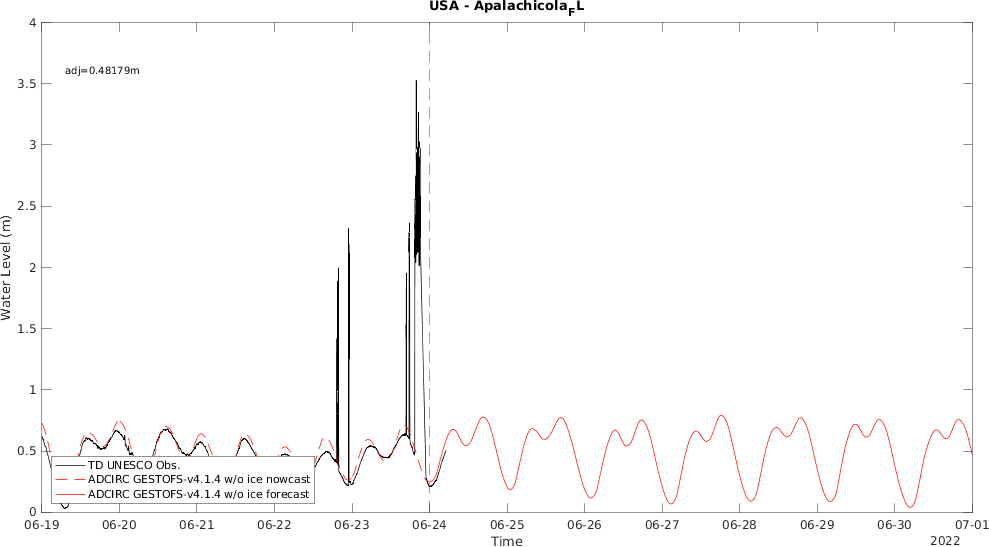 USA - Apalachicola_FL
4
adj=0.48179m
3.5
3
2.5
2
1.5
1
0.5
0
Water Level (m)
TD UNESCO Obs.
ADCIRC GESTOFS-v4.1.4 w/o ice nowcast
ADCIRC GESTOFS-v4.1.4 w/o ice forecast
06-19 06-20 06-21 06-22 06-23 06-24 06-25 06-26 06-27 06-28 06-29 06-30 07-01
Time
2022